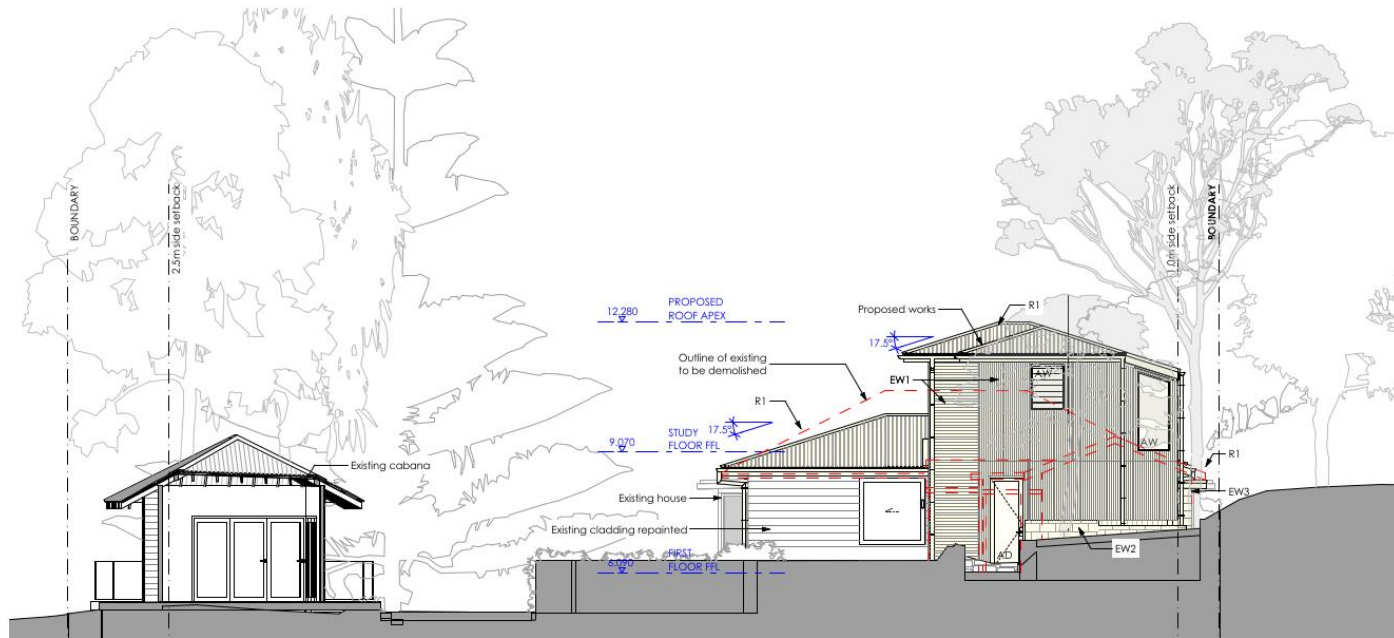 BOUNDARY
2.5m side setback
1.0m side setback
BOUNDARY
12.280
PROPOSED
ROOF APEX
Proposed works
R1
17.5°
Outline of existing
to be demolished
EW1
AW
R1
17.5°
STUDY
FLOOR FFL
9.070
AW
R1
Existing cabana
Existing house
EW3
Existing cladding repainted
FIRST
FLOOR FFL
6.090
AD
EW2